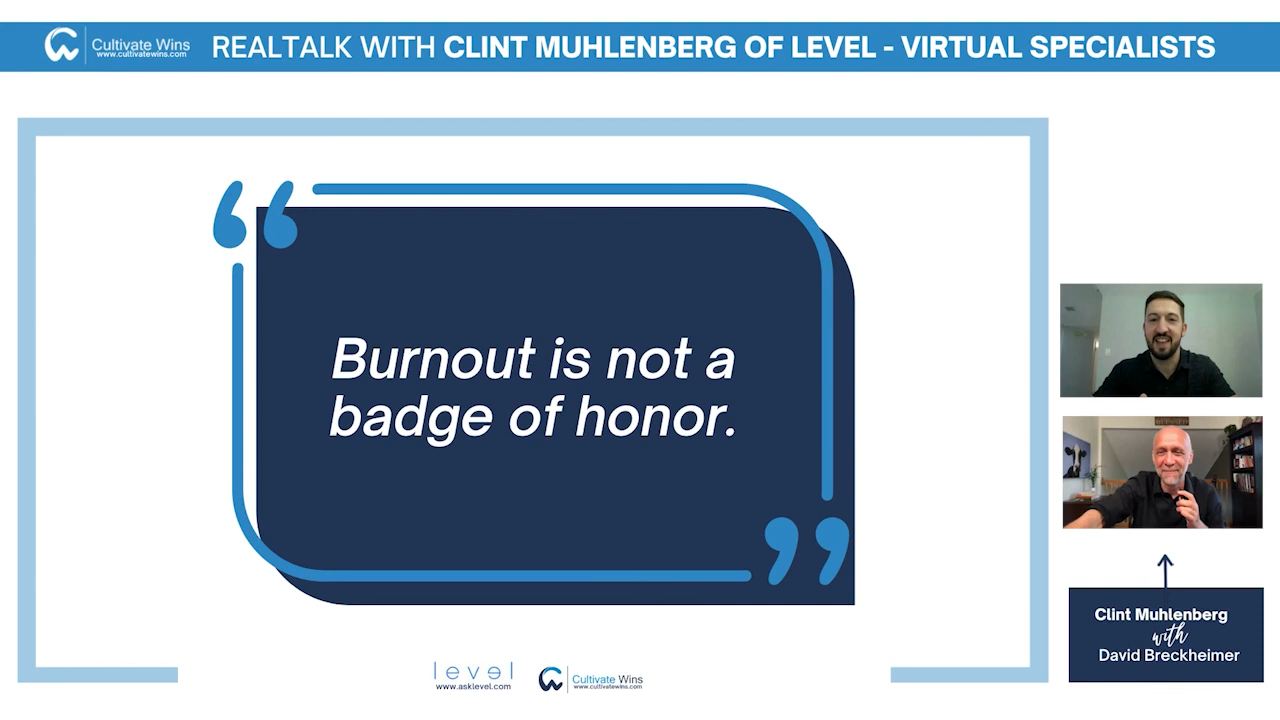 Cultivate Wins
www.cultivatewins.com
REALTALK WITH CLINT MUHLENBERG OF LEVEL - VIRTUAL SPECIALISTS
“
Burnout is not a
badge of honor.
”
Clint Muhlenberg
with
David Breckheimer
level
www.asklevel.com
Cultivate Wins
www.cultivatewins.com